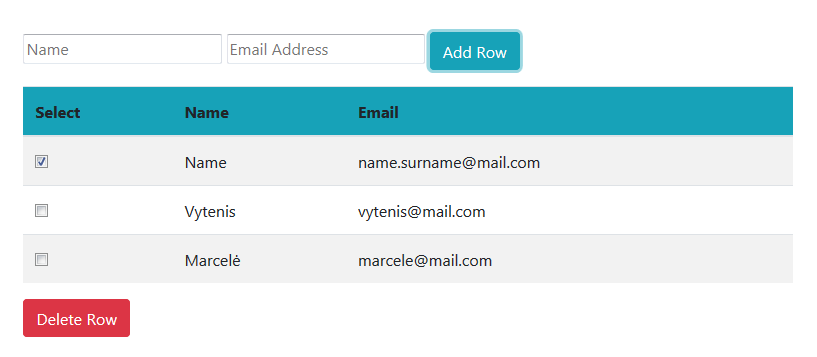 Name Email Address Add Row
Select Name Email
Name name.surname@mail.com
Vytenis vytenis@mail.com
Marcelė marcele@mail.com
Delete Row